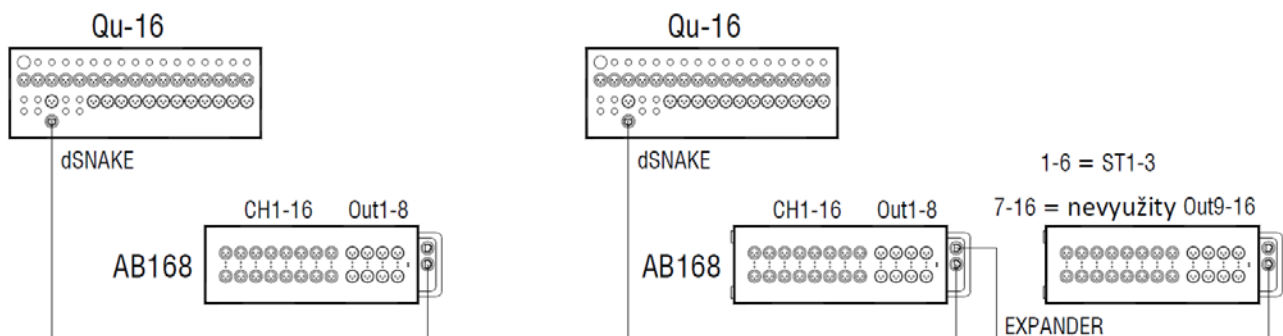 Qu-16
dSNAKE
CH1-16 Out1-8
AB168
Qu-16
dSNAKE
CH1-16 Out1-8
AB168
1-6 = ST1-3
7-16 = nevyužity Out9-16
EXPANDER